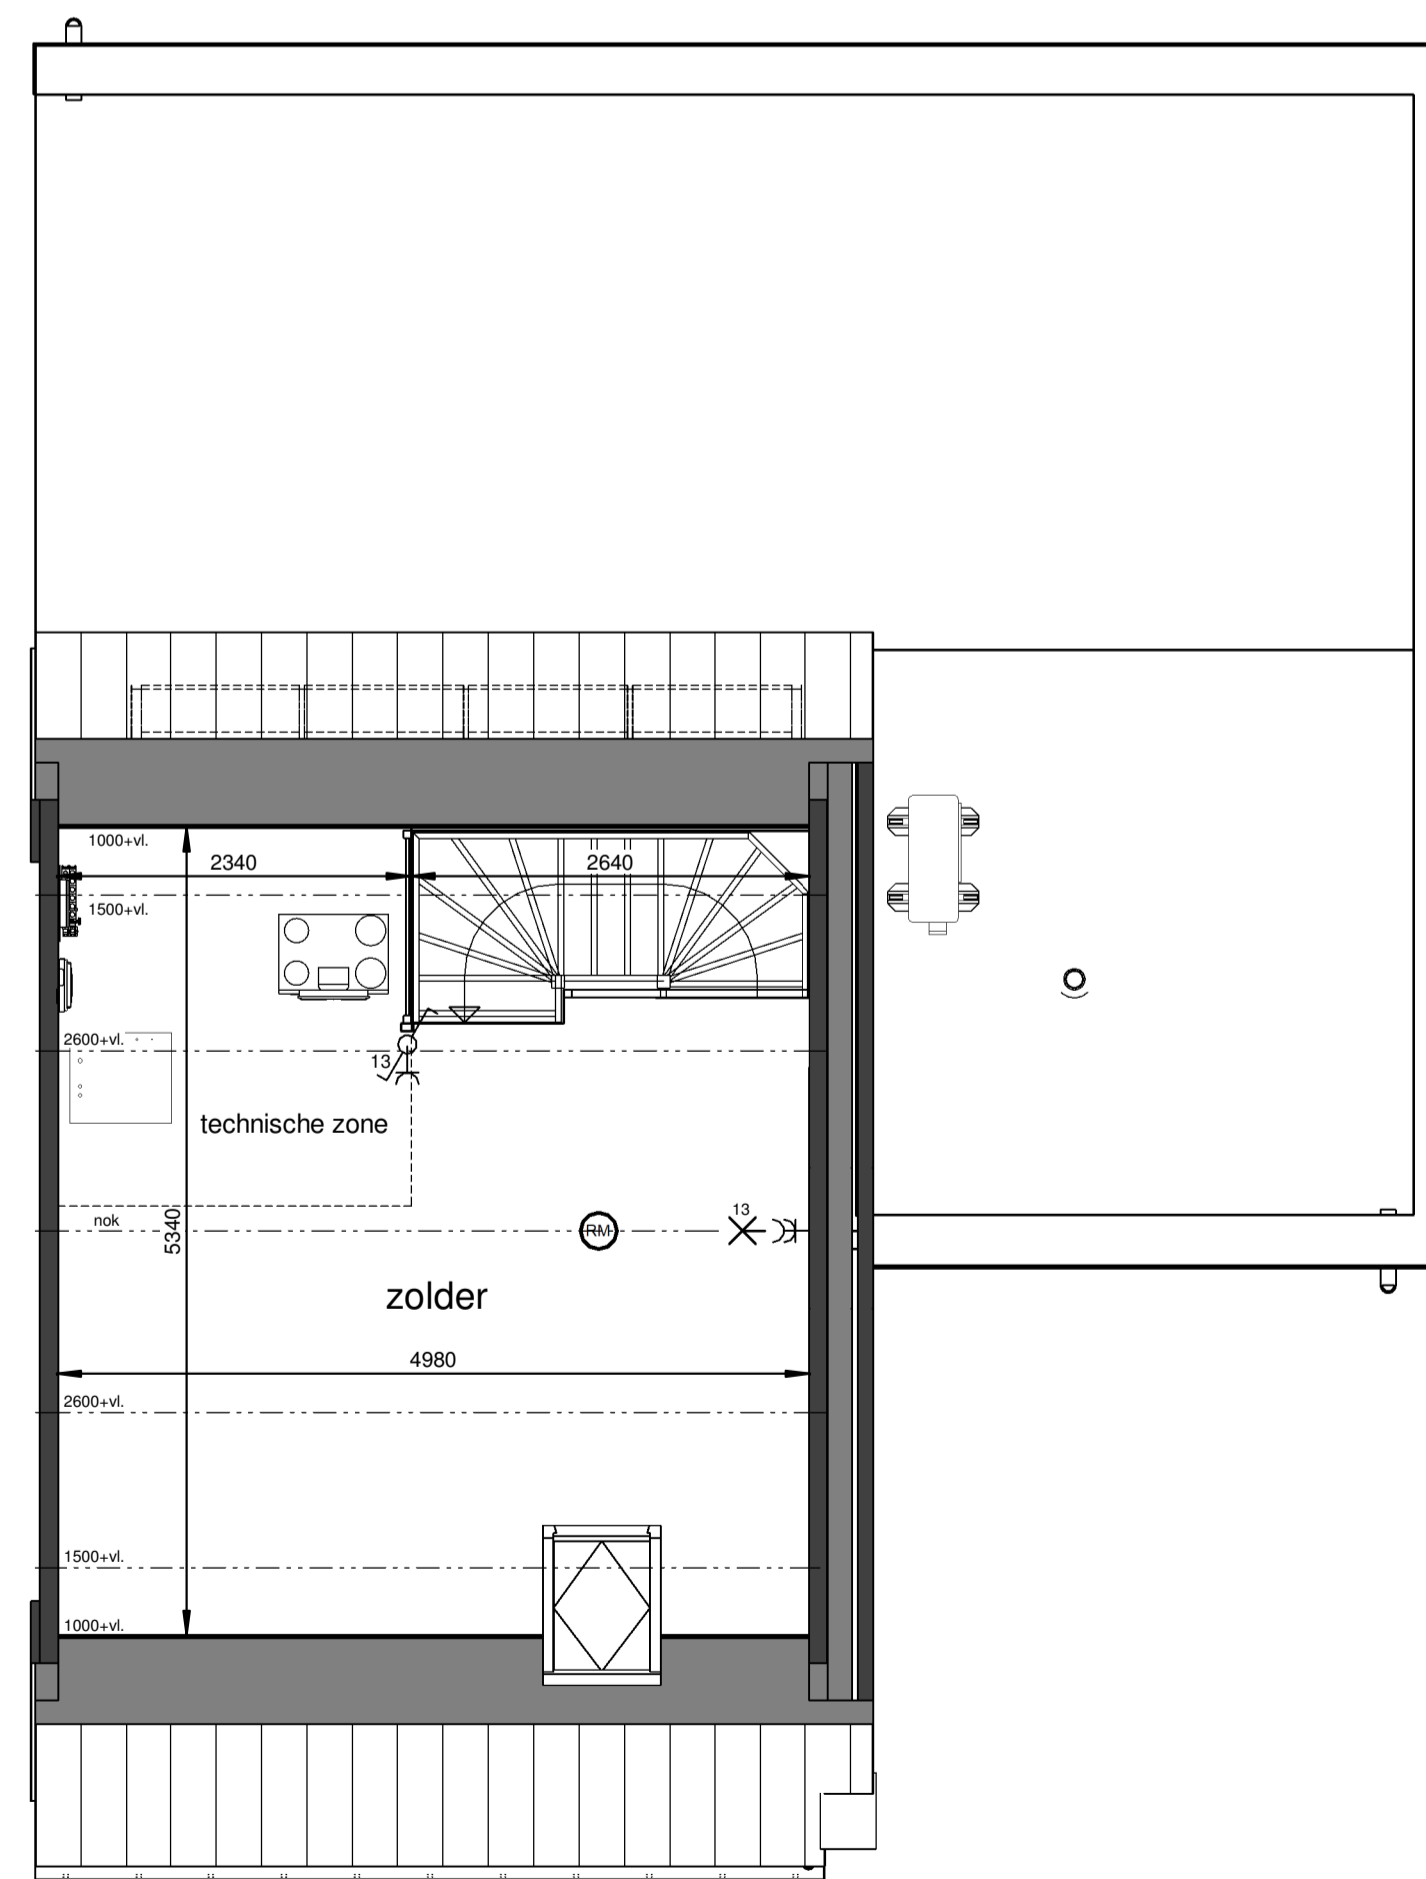 1000+vl.
2340
2640
1500+vl.
2600+vl.
13
technische zone
13
nok
5340
RM
zolder
4980
2600+vl.
1500+vl.
1000+vl.